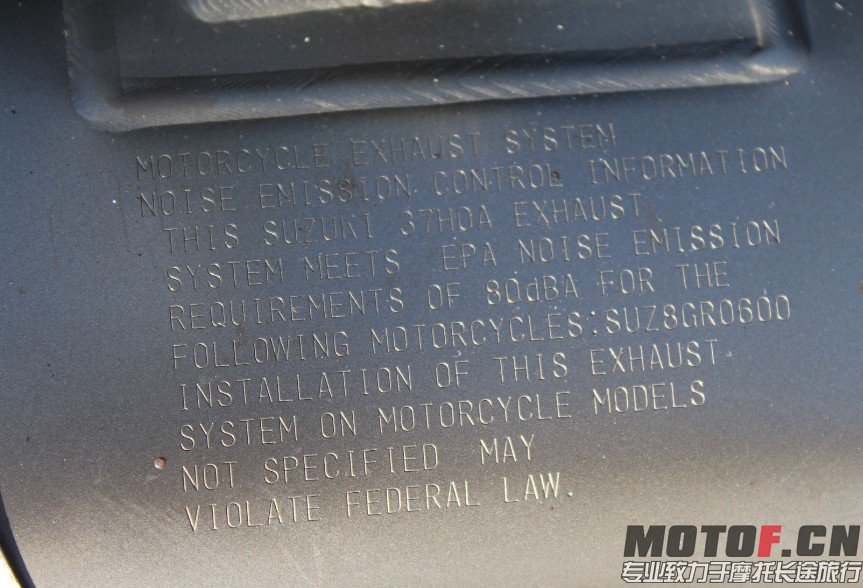 MOTORCYCLE EXHAUST SYSTEM
NOISE EMISSION CONTROL INFORMATION
THIS SUZUKI 37H0A EXHAUST
SYSTEM MEETS EPA NOISE EMISSION
REQUIREMENTS OF 80dBA FOR THE
FOLLOWING MOTORCYCLES:SUZ8GR0600
INSTALLATION OF THIS EXHAUST
SYSTEM ON MOTORCYCLE MODELS
NOT SPECIFIED MAY
VIOLATE FEDERAL LAW.
MOTOF.CN
专业致力于摩托长途旅行